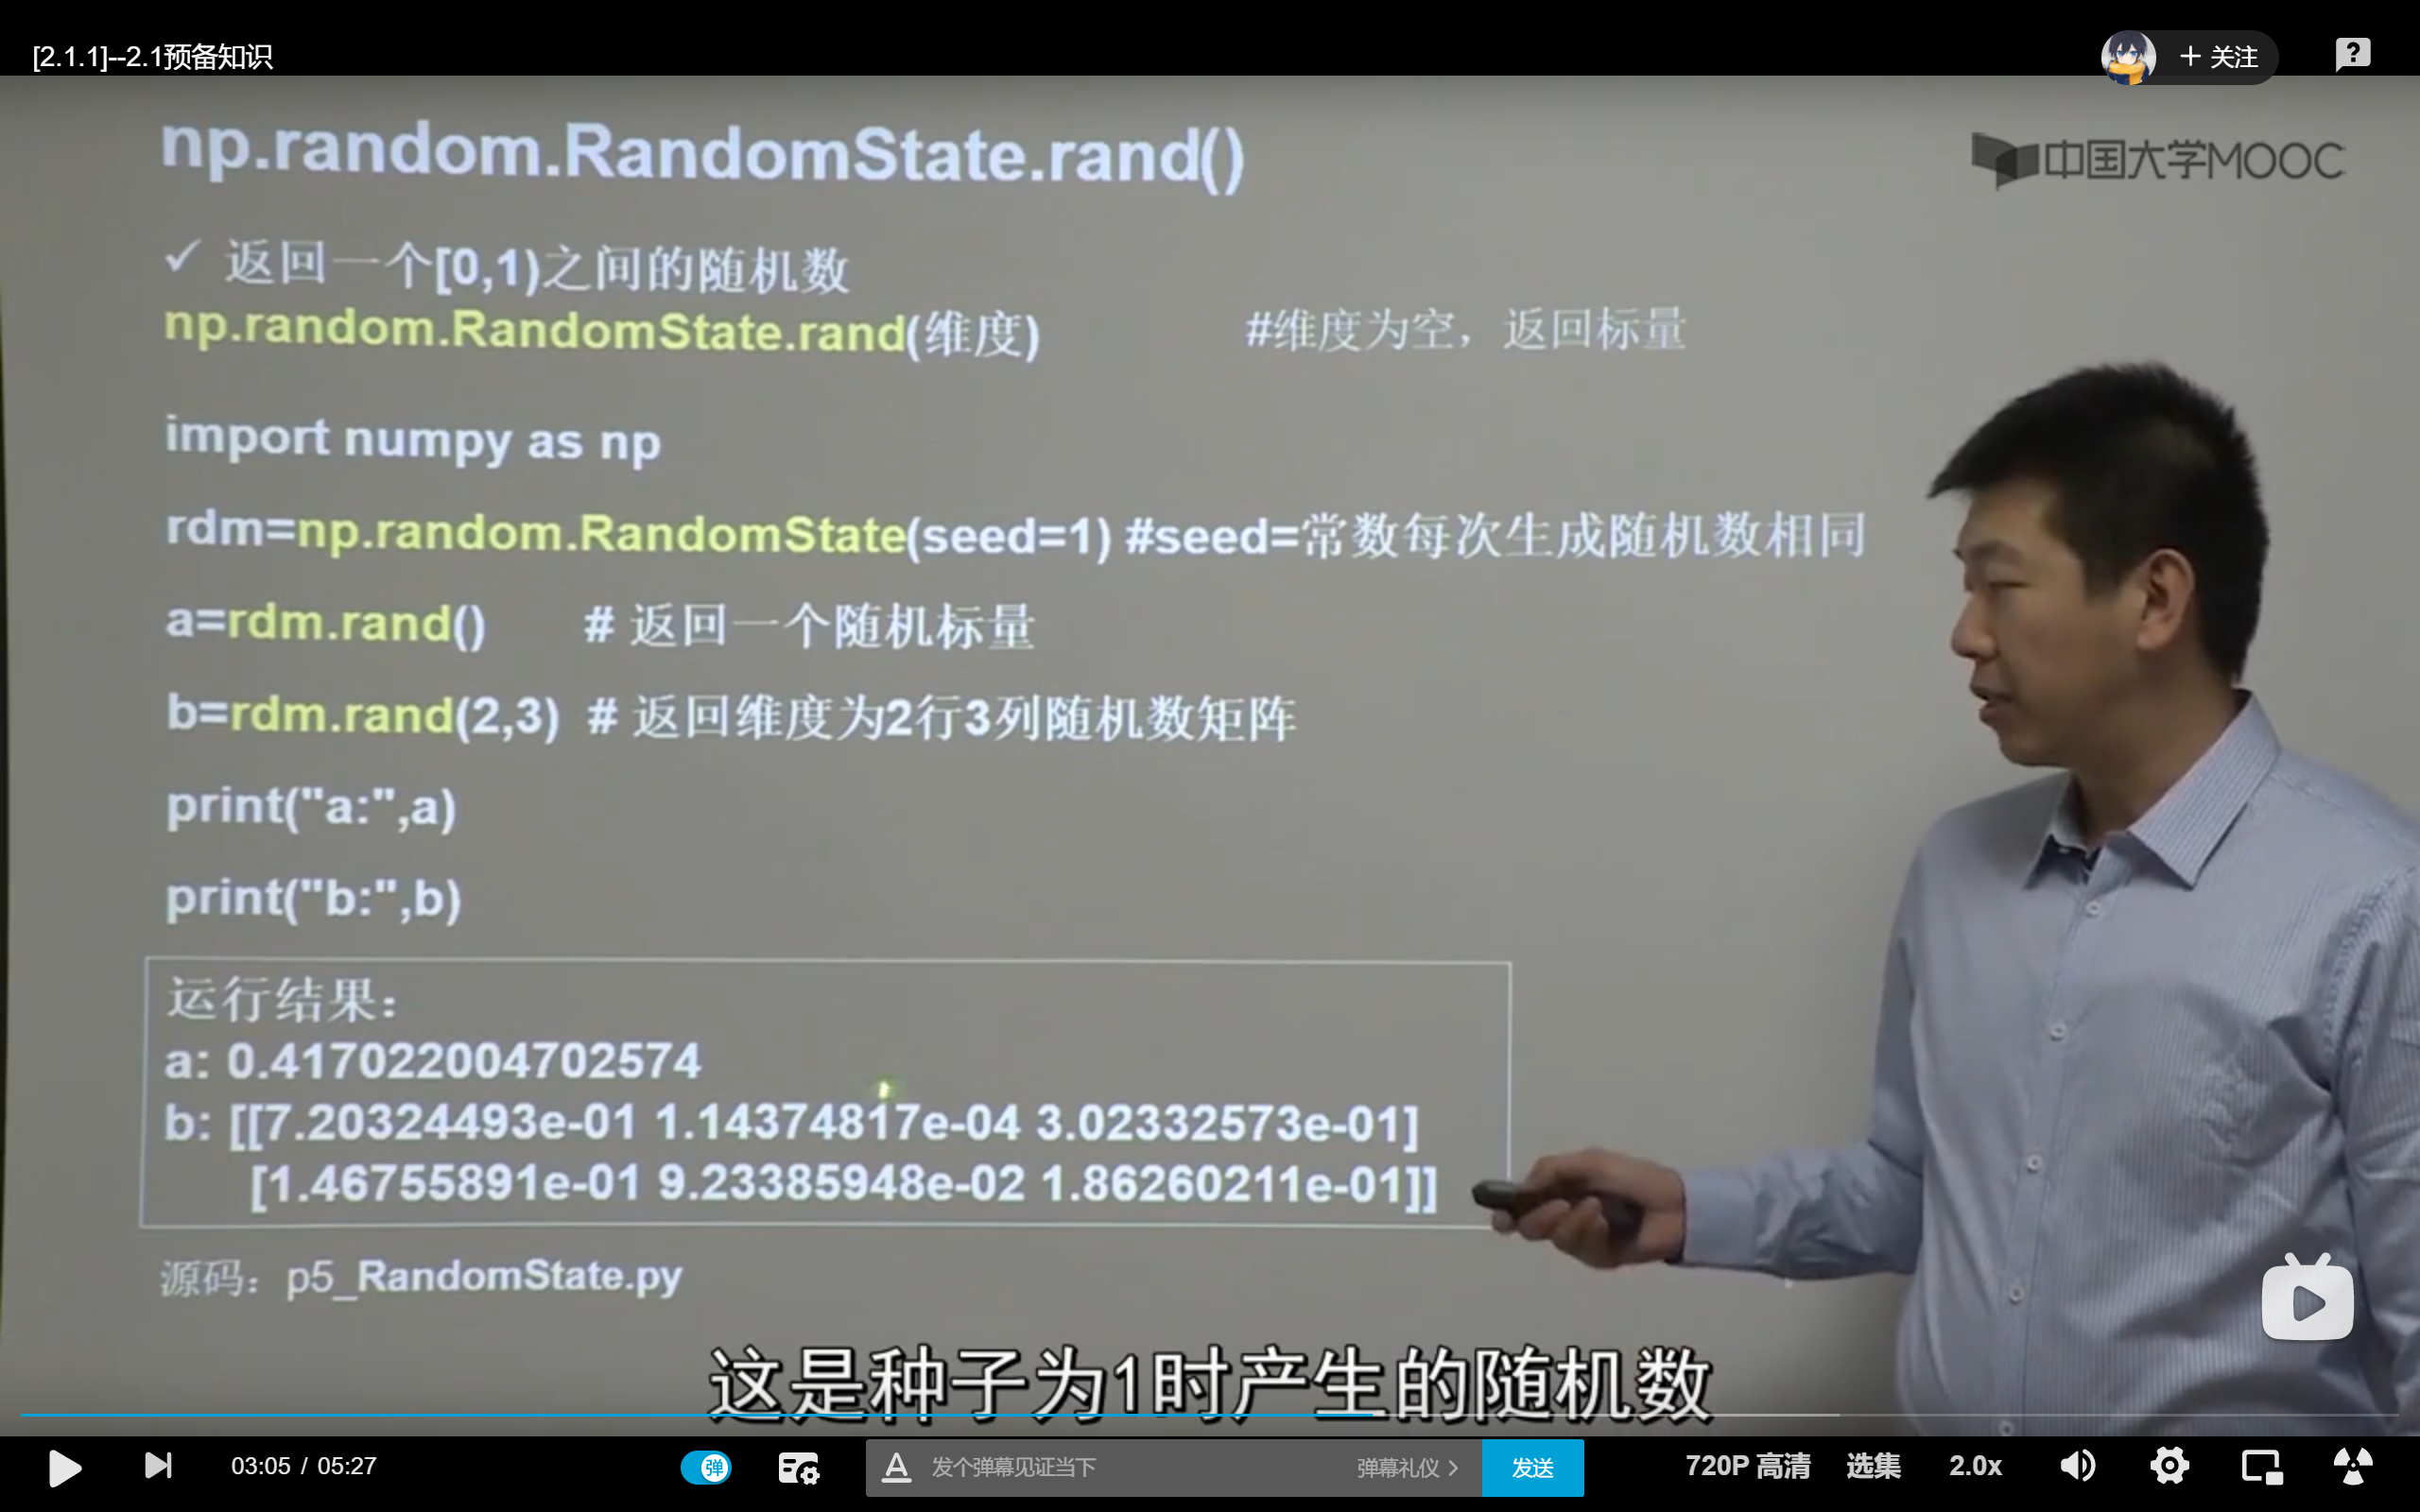 [2.1.1]--2.1预备知识
+ 关注
np.random.RandomState.rand()
中国大学MOOC
✓ 返回一个[0,1)之间的随机数
np.random.RandomState.rand(维度) #维度为空，返回标量
import numpy as np
rdm=np.random.RandomState(seed=1) #seed=常数每次生成随机数相同
a=rdm.rand() # 返回一个随机标量
b=rdm.rand(2,3) # 返回维度为2行3列随机数矩阵
print("a:",a)
print("b:",b)
运行结果：
a: 0.417022004702574
b: [[7.20324493e-01 1.14374817e-04 3.02332573e-01]
[1.46755891e-01 9.23385948e-02 1.86260211e-01]]
源码：p5_RandomState.py
这是种子为1时产生的随机数
03:05 / 05:27
弹
A 发个弹幕见证当下 弹幕礼仪 >
发送
720P 高清 选集 2.0x